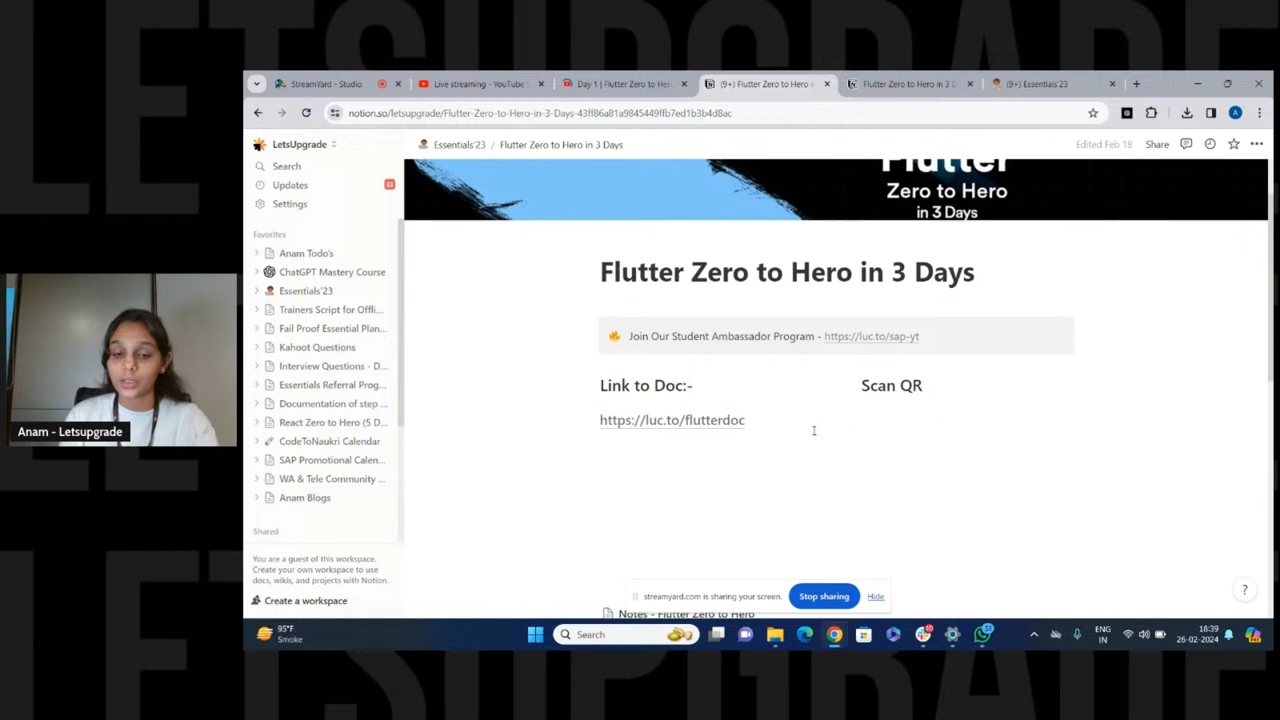 LETSUPGRADE
StreamYard - Studio
Live streaming - YouTube S
Day 1 | Flutter Zero to Her
(9+) Flutter Zero to Hero i
Flutter Zero to Hero in 3 D
(9+) Essentials'23
notion.so/letsupgrade/Flutter-Zero-to-Hero-in-3-Days-43ff86a81a9845449ffb7ed1b3b4d8ac
LetsUpgrade
Essentials'23 / Flutter Zero to Hero in 3 Days
Edited Feb 18
Share
Search
Updates
Settings
Favorites
Anam Todo's
ChatGPT Mastery Course
Essentials'23
Trainers Script for Offli...
Fail Proof Essential Plan...
Kahoot Questions
Interview Questions - D...
Essentials Referral Prog...
Documentation of step ...
React Zero to Hero (5 D...
CodeToNaukri Calendar
SAP Promotional Calen...
WA & Tele Community ...
Anam Blogs
Shared
You are a guest of this workspace.
Create your own workspace to use
docs, wikis, and projects with Notion.
Create a workspace
Flutter
Zero to Hero
in 3 Days
Flutter Zero to Hero in 3 Days
Join Our Student Ambassador Program - https://luc.to/sap-yt
Link to Doc:-
Scan QR
https://luc.to/flutterdoc
streamyard.com is sharing your screen.
Stop sharing
Hide
Notes - Flutter Zero to Hero
?
Anam - Letsupgrade
95°F
Smoke
Search
ENG
IN
18:39
26-02-2024
LETSUPGRADE